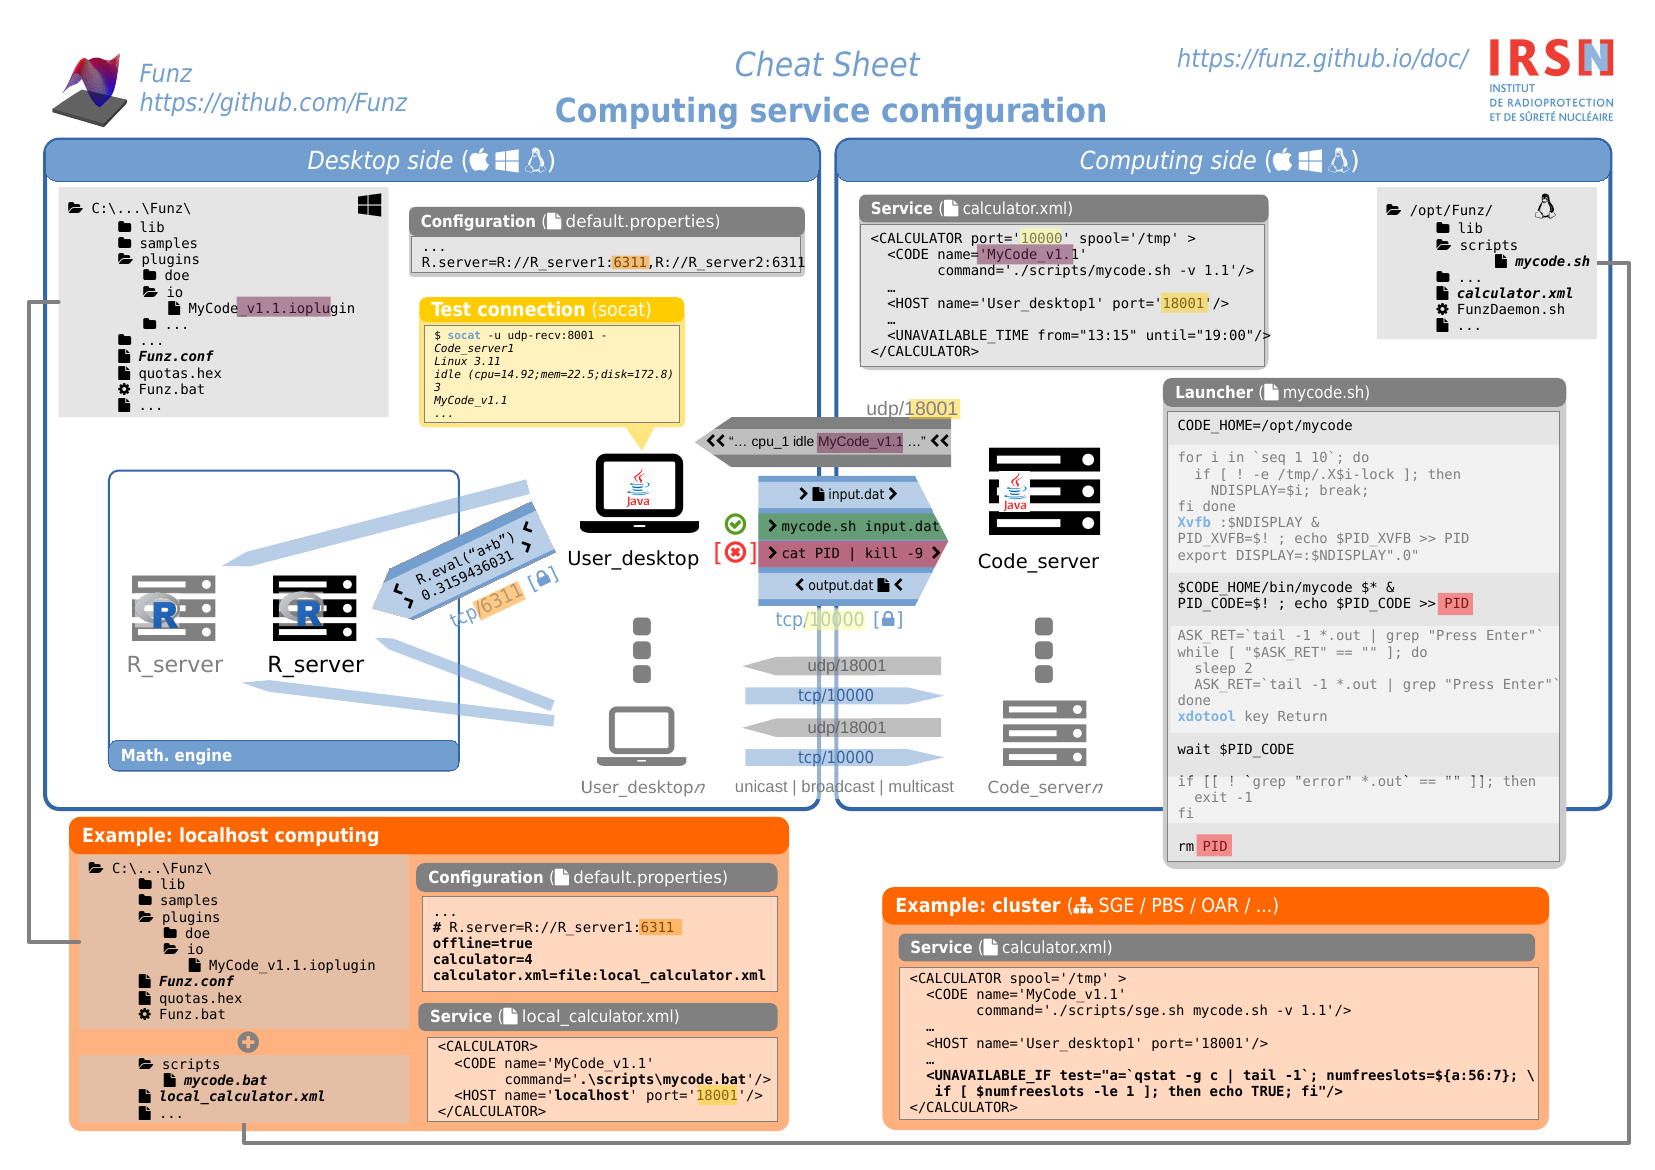 Funz
https://github.com/Funz
Cheat Sheet
Computing service configuration
https://funz.github.io/doc/
IRSN
INSTITUT
DE RADIOPROTECTION
ET DE SÛRETÉ NUCLÉAIRE
Desktop side ( )
C:\...\Funz\
lib
samples
plugins
doe
io
MyCode_v1.1.ioplugin
...
...
Funz.conf
quotas.hex
Funz.bat
...
Configuration ( default.properties)
...
R.server=R://R_server1:6311,R://R_server2:6311
Test connection (socat)
$ socat -u udp-recv:8001 -
Code_server1
Linux 3.11
idle (cpu=14.92;mem=22.5;disk=172.8)
3
MyCode_v1.1
...
Java
User_desktop
R.eval(“a+b”)
0.3159436031
tcp/6311 [ ]
R_server
R_server
Math. engine
User_desktopn
udp/18001
“... cpu_1 idle MyCode_v1.1 ...”
input.dat
mycode.sh input.dat
[ ]
cat PID | kill -9
output.dat
tcp/10000 [ ]
udp/18001
tcp/10000
udp/18001
tcp/10000
unicast | broadcast | multicast
Computing side ( )
Service ( calculator.xml)
<CALCULATOR port='10000' spool='/tmp' >
<CODE name='MyCode_v1.1'
command='./scripts/mycode.sh -v 1.1'/>
…
<HOST name='User_desktop1' port='18001'/>
…
<UNAVAILABLE_TIME from="13:15" until="19:00"/>
</CALCULATOR>
/opt/Funz/
lib
scripts
mycode.sh
...
calculator.xml
FunzDaemon.sh
...
Java
Code_server
Code_servern
Launcher ( mycode.sh)
CODE_HOME=/opt/mycode
for i in `seq 1 10`; do
if [ ! -e /tmp/.X$i-lock ]; then
NDISPLAY=$i; break;
fi done
Xvfb :$NDISPLAY &
PID_XVFB=$! ; echo $PID_XVFB >> PID
export DISPLAY=:$NDISPLAY".0"
$CODE_HOME/bin/mycode $* &
PID_CODE=$! ; echo $PID_CODE >> PID
ASK_RET=`tail -1 *.out | grep "Press Enter"`
while [ "$ASK_RET" == "" ]; do
sleep 2
ASK_RET=`tail -1 *.out | grep "Press Enter"`
done
xdotool key Return
wait $PID_CODE
if [[ ! `grep "error" *.out` == "" ]]; then
exit -1
fi
rm PID
Example: localhost computing
C:\...\Funz\
lib
samples
plugins
doe
io
MyCode_v1.1.ioplugin
Funz.conf
quotas.hex
Funz.bat
scripts
mycode.bat
local_calculator.xml
...
Configuration ( default.properties)
...
# R.server=R://R_server1:6311
offline=true
calculator=4
calculator.xml=file:local_calculator.xml
Service ( local_calculator.xml)
<CALCULATOR>
<CODE name='MyCode_v1.1'
command='.\scripts\mycode.bat'/>
<HOST name='localhost' port='18001'/>
</CALCULATOR>
Example: cluster ( SGE / PBS / OAR / ...)
Service ( calculator.xml)
<CALCULATOR spool='/tmp' >
<CODE name='MyCode_v1.1'
command='./scripts/sge.sh mycode.sh -v 1.1'/>
…
<HOST name='User_desktop1' port='18001'/>
…
<UNAVAILABLE_IF test="a=`qstat -g c | tail -1`; numfreeslots=${a:56:7}; \
if [ $numfreeslots -le 1 ]; then echo TRUE; fi"/>
</CALCULATOR>